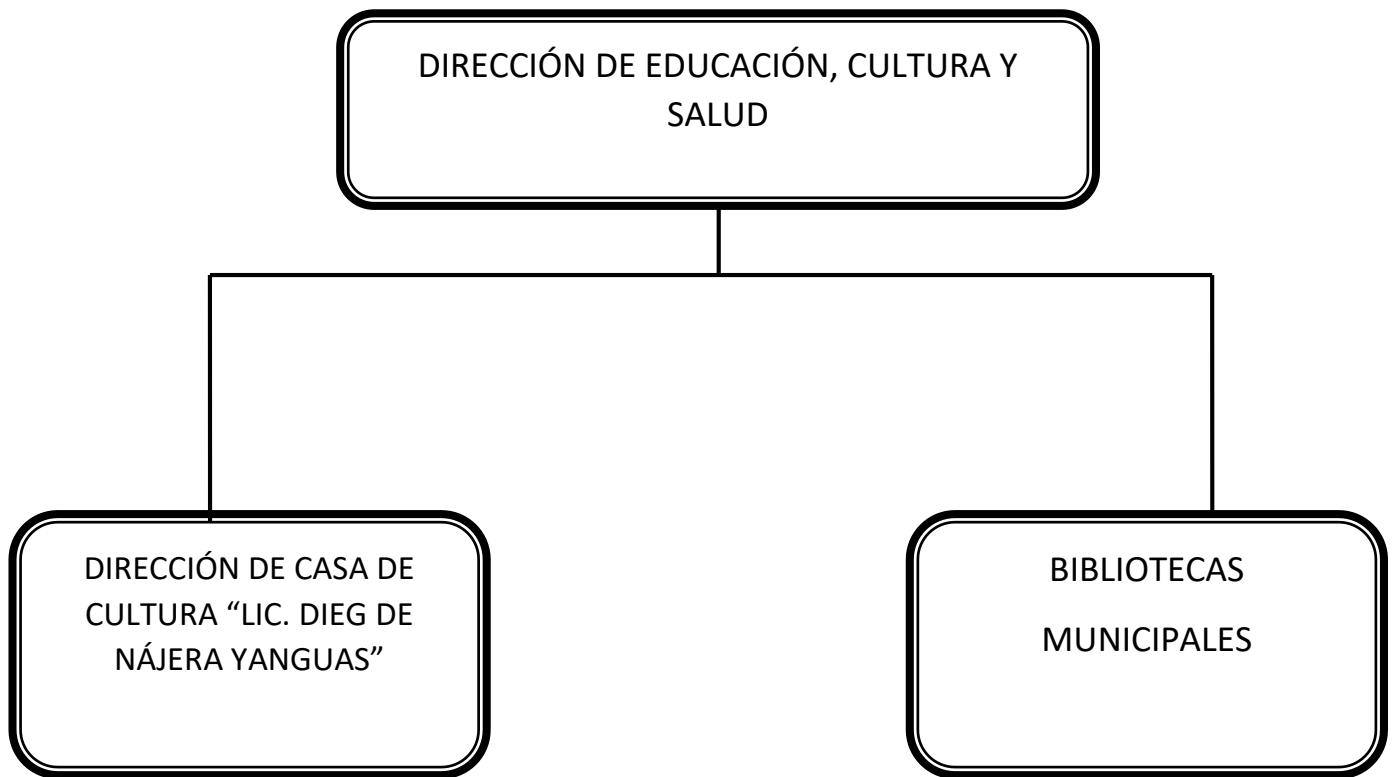 DIRECCIÓN DE EDUCACIÓN, CULTURA Y
SALUD
DIRECCIÓN DE CASA DE
CULTURA “LIC. DIEG DE
NÁJERA YANGUAS”
BIBLIOTECAS
MUNICIPALES